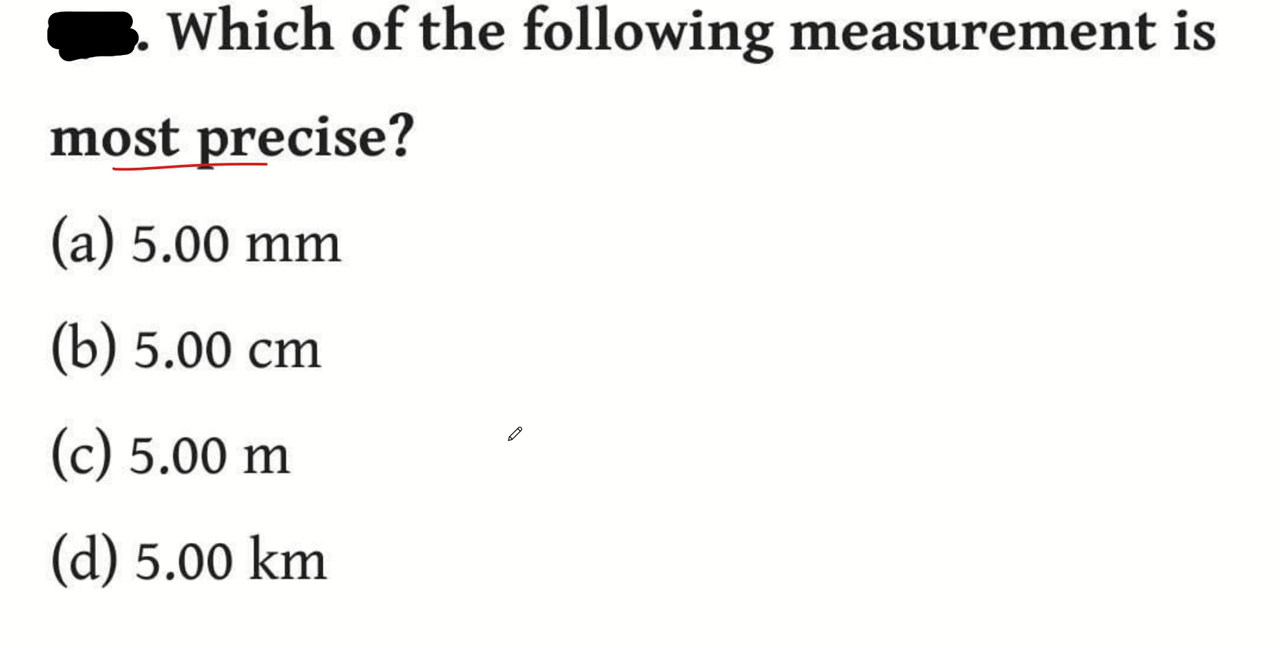 . Which of the following measurement is
most precise?
(a) 5.00 mm
(b) 5.00 cm
(c) 5.00 m
(d) 5.00 km